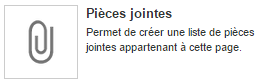 Pièces jointes
Permet de créer une liste de pièces
jointes appartenant à cette page.